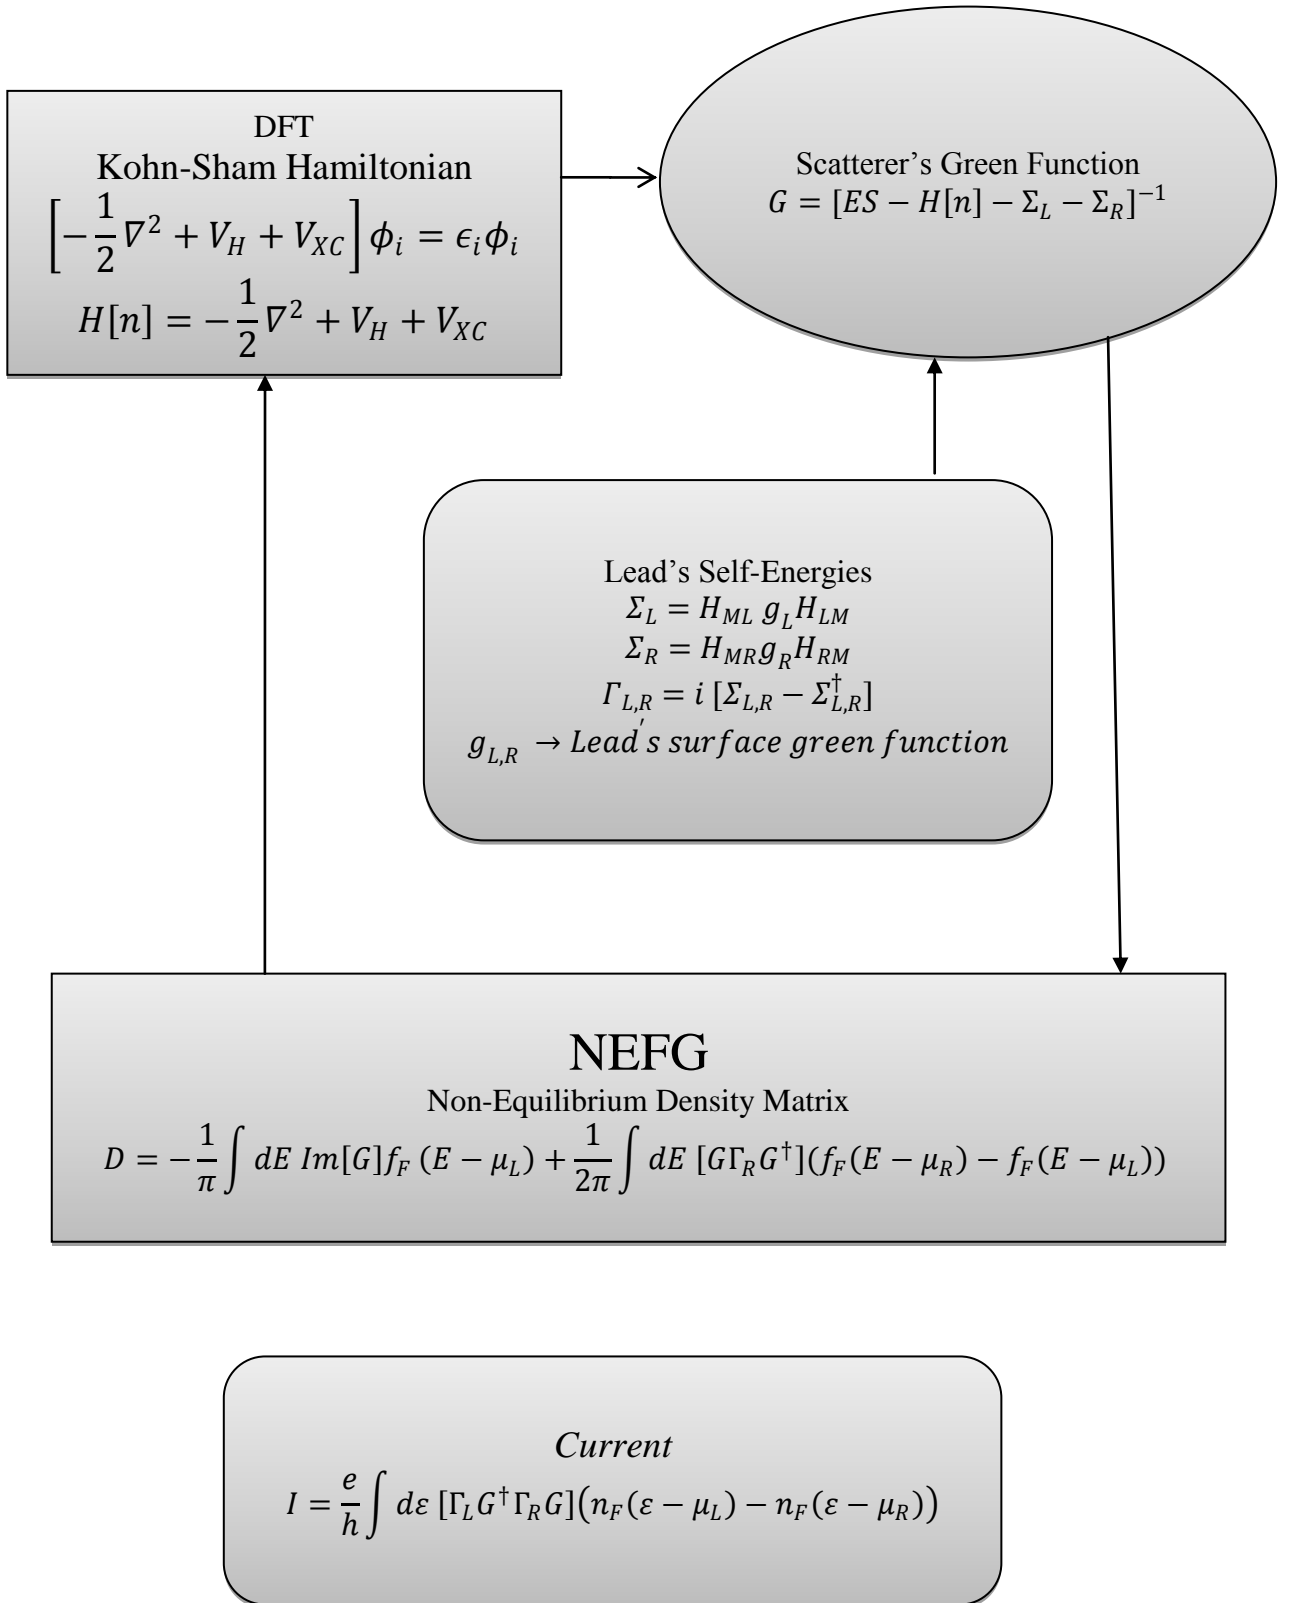 DFT
Kohn-Sham Hamiltonian
[−1/2 ∇² + V_H + V_XC] ϕ_i = ϵ_i ϕ_i
H[n] = −1/2 ∇² + V_H + V_XC
Scatterer’s Green Function
G = [ES − H[n] − Σ_L − Σ_R]⁻¹
Lead’s Self-Energies
Σ_L = H_ML g_L H_LM
Σ_R = H_MR g_R H_RM
Γ_L,R = i [Σ_L,R − Σ†_L,R]
g_L,R → Lead′s surface green function
NEFG
Non-Equilibrium Density Matrix
D = −1/π ∫ dE Im[G]f_F (E − μ_L) + 1/2π ∫ dE [GΓ_R G†](f_F(E − μ_R) − f_F(E − μ_L))
Current
I = e/h ∫ dε [Γ_L G† Γ_R G](n_F(ε − μ_L) − n_F(ε − μ_R))